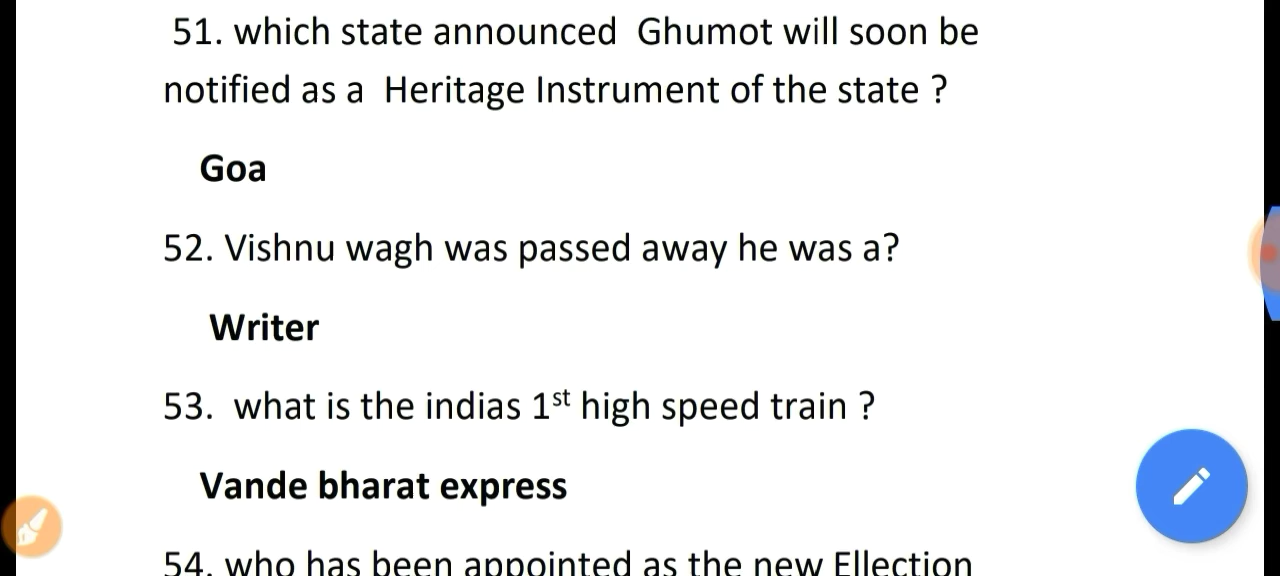 51. which state announced Ghumot will soon be
notified as a Heritage Instrument of the state ?
Goa
52. Vishnu wagh was passed away he was a?
Writer
53. what is the indias 1st high speed train ?
Vande bharat express
54. who has been appointed as the new Ellection